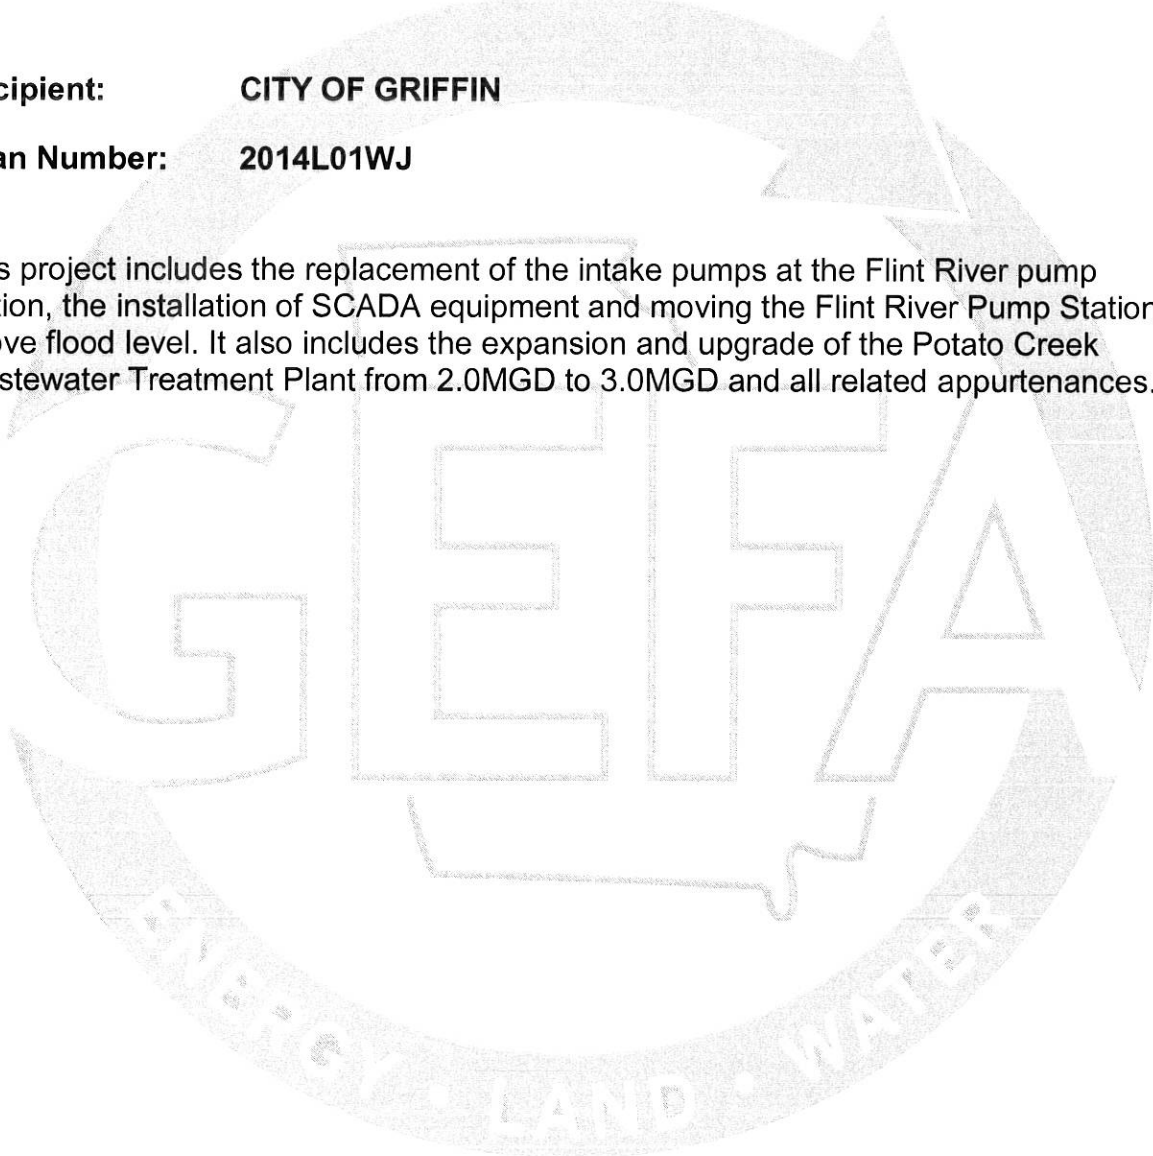 cipient: CITY OF GRIFFIN
an Number: 2014L01WJ
s project includes the replacement of the intake pumps at the Flint River pump
tion, the installation of SCADA equipment and moving the Flint River Pump Station
ove flood level. It also includes the expansion and upgrade of the Potato Creek
stewater Treatment Plant from 2.0MGD to 3.0MGD and all related appurtenances.
GEFA
ENERGY • LAND • WATER